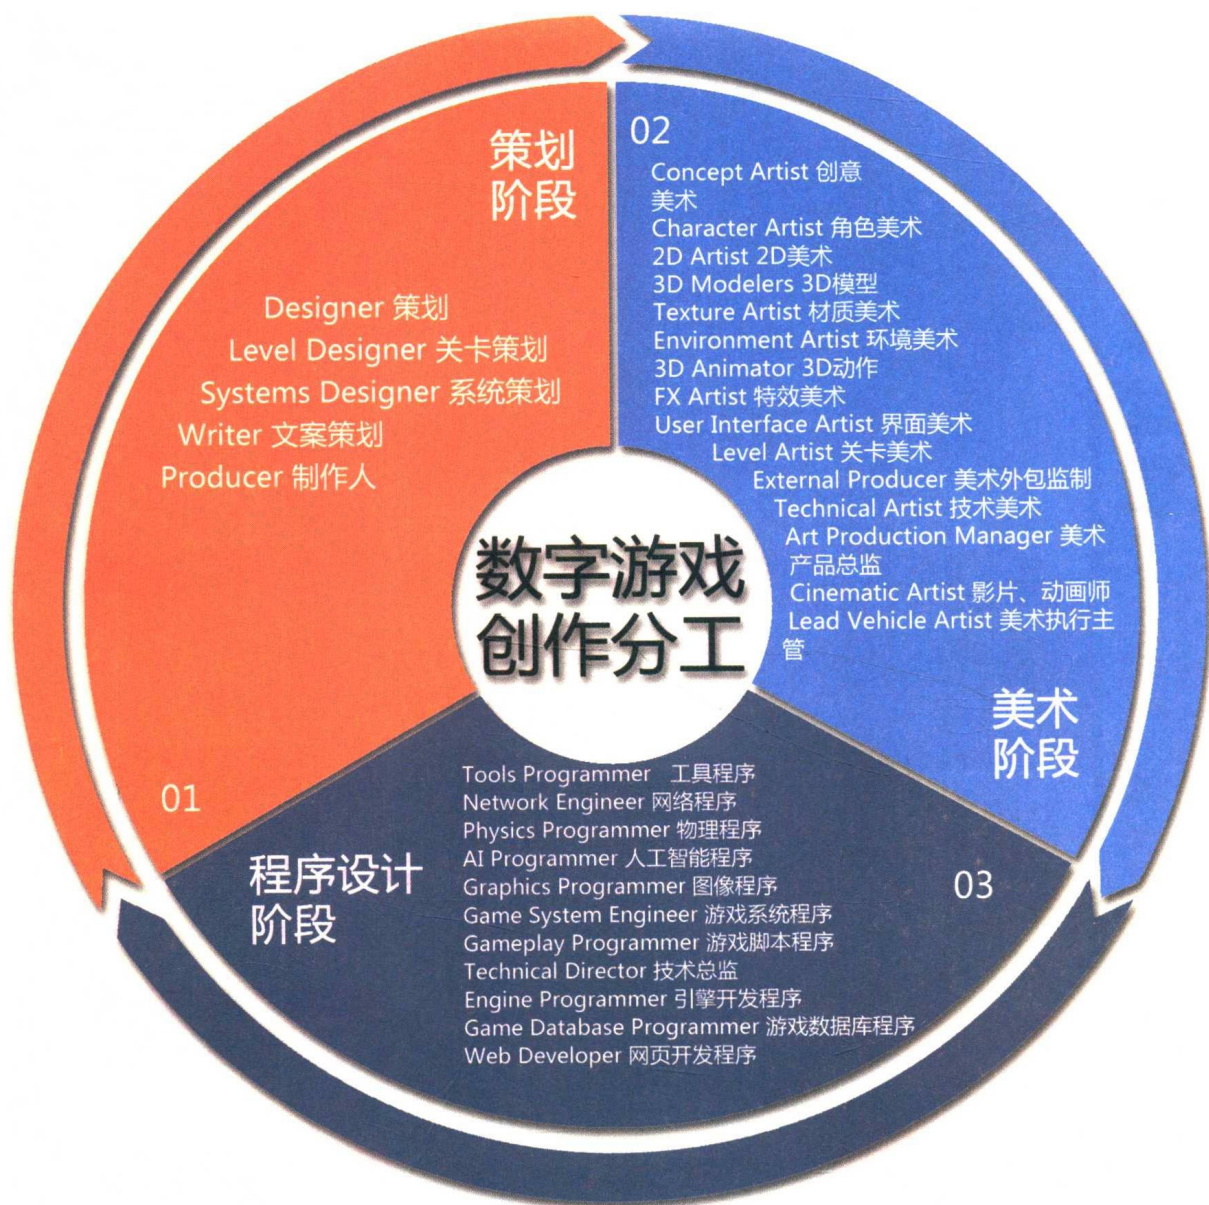 数字游戏
创作分工
策划
阶段
Designer 策划
Level Designer 关卡策划
Systems Designer 系统策划
Writer 文案策划
Producer 制作人
01
02
Concept Artist 创意
美术
Character Artist 角色美术
2D Artist 2D美术
3D Modelers 3D模型
Texture Artist 材质美术
Environment Artist 环境美术
3D Animator 3D动作
FX Artist 特效美术
User Interface Artist 界面美术
Level Artist 关卡美术
External Producer 美术外包监制
Technical Artist 技术美术
Art Production Manager 美术
产品总监
Cinematic Artist 影片、动画师
Lead Vehicle Artist 美术执行主
管
美术
阶段
03
程序设计
阶段
Tools Programmer 工具程序
Network Engineer 网络程序
Physics Programmer 物理程序
AI Programmer 人工智能程序
Graphics Programmer 图像程序
Game System Engineer 游戏系统程序
Gameplay Programmer 游戏脚本程序
Technical Director 技术总监
Engine Programmer 引擎开发程序
Game Database Programmer 游戏数据库程序
Web Developer 网页开发程序